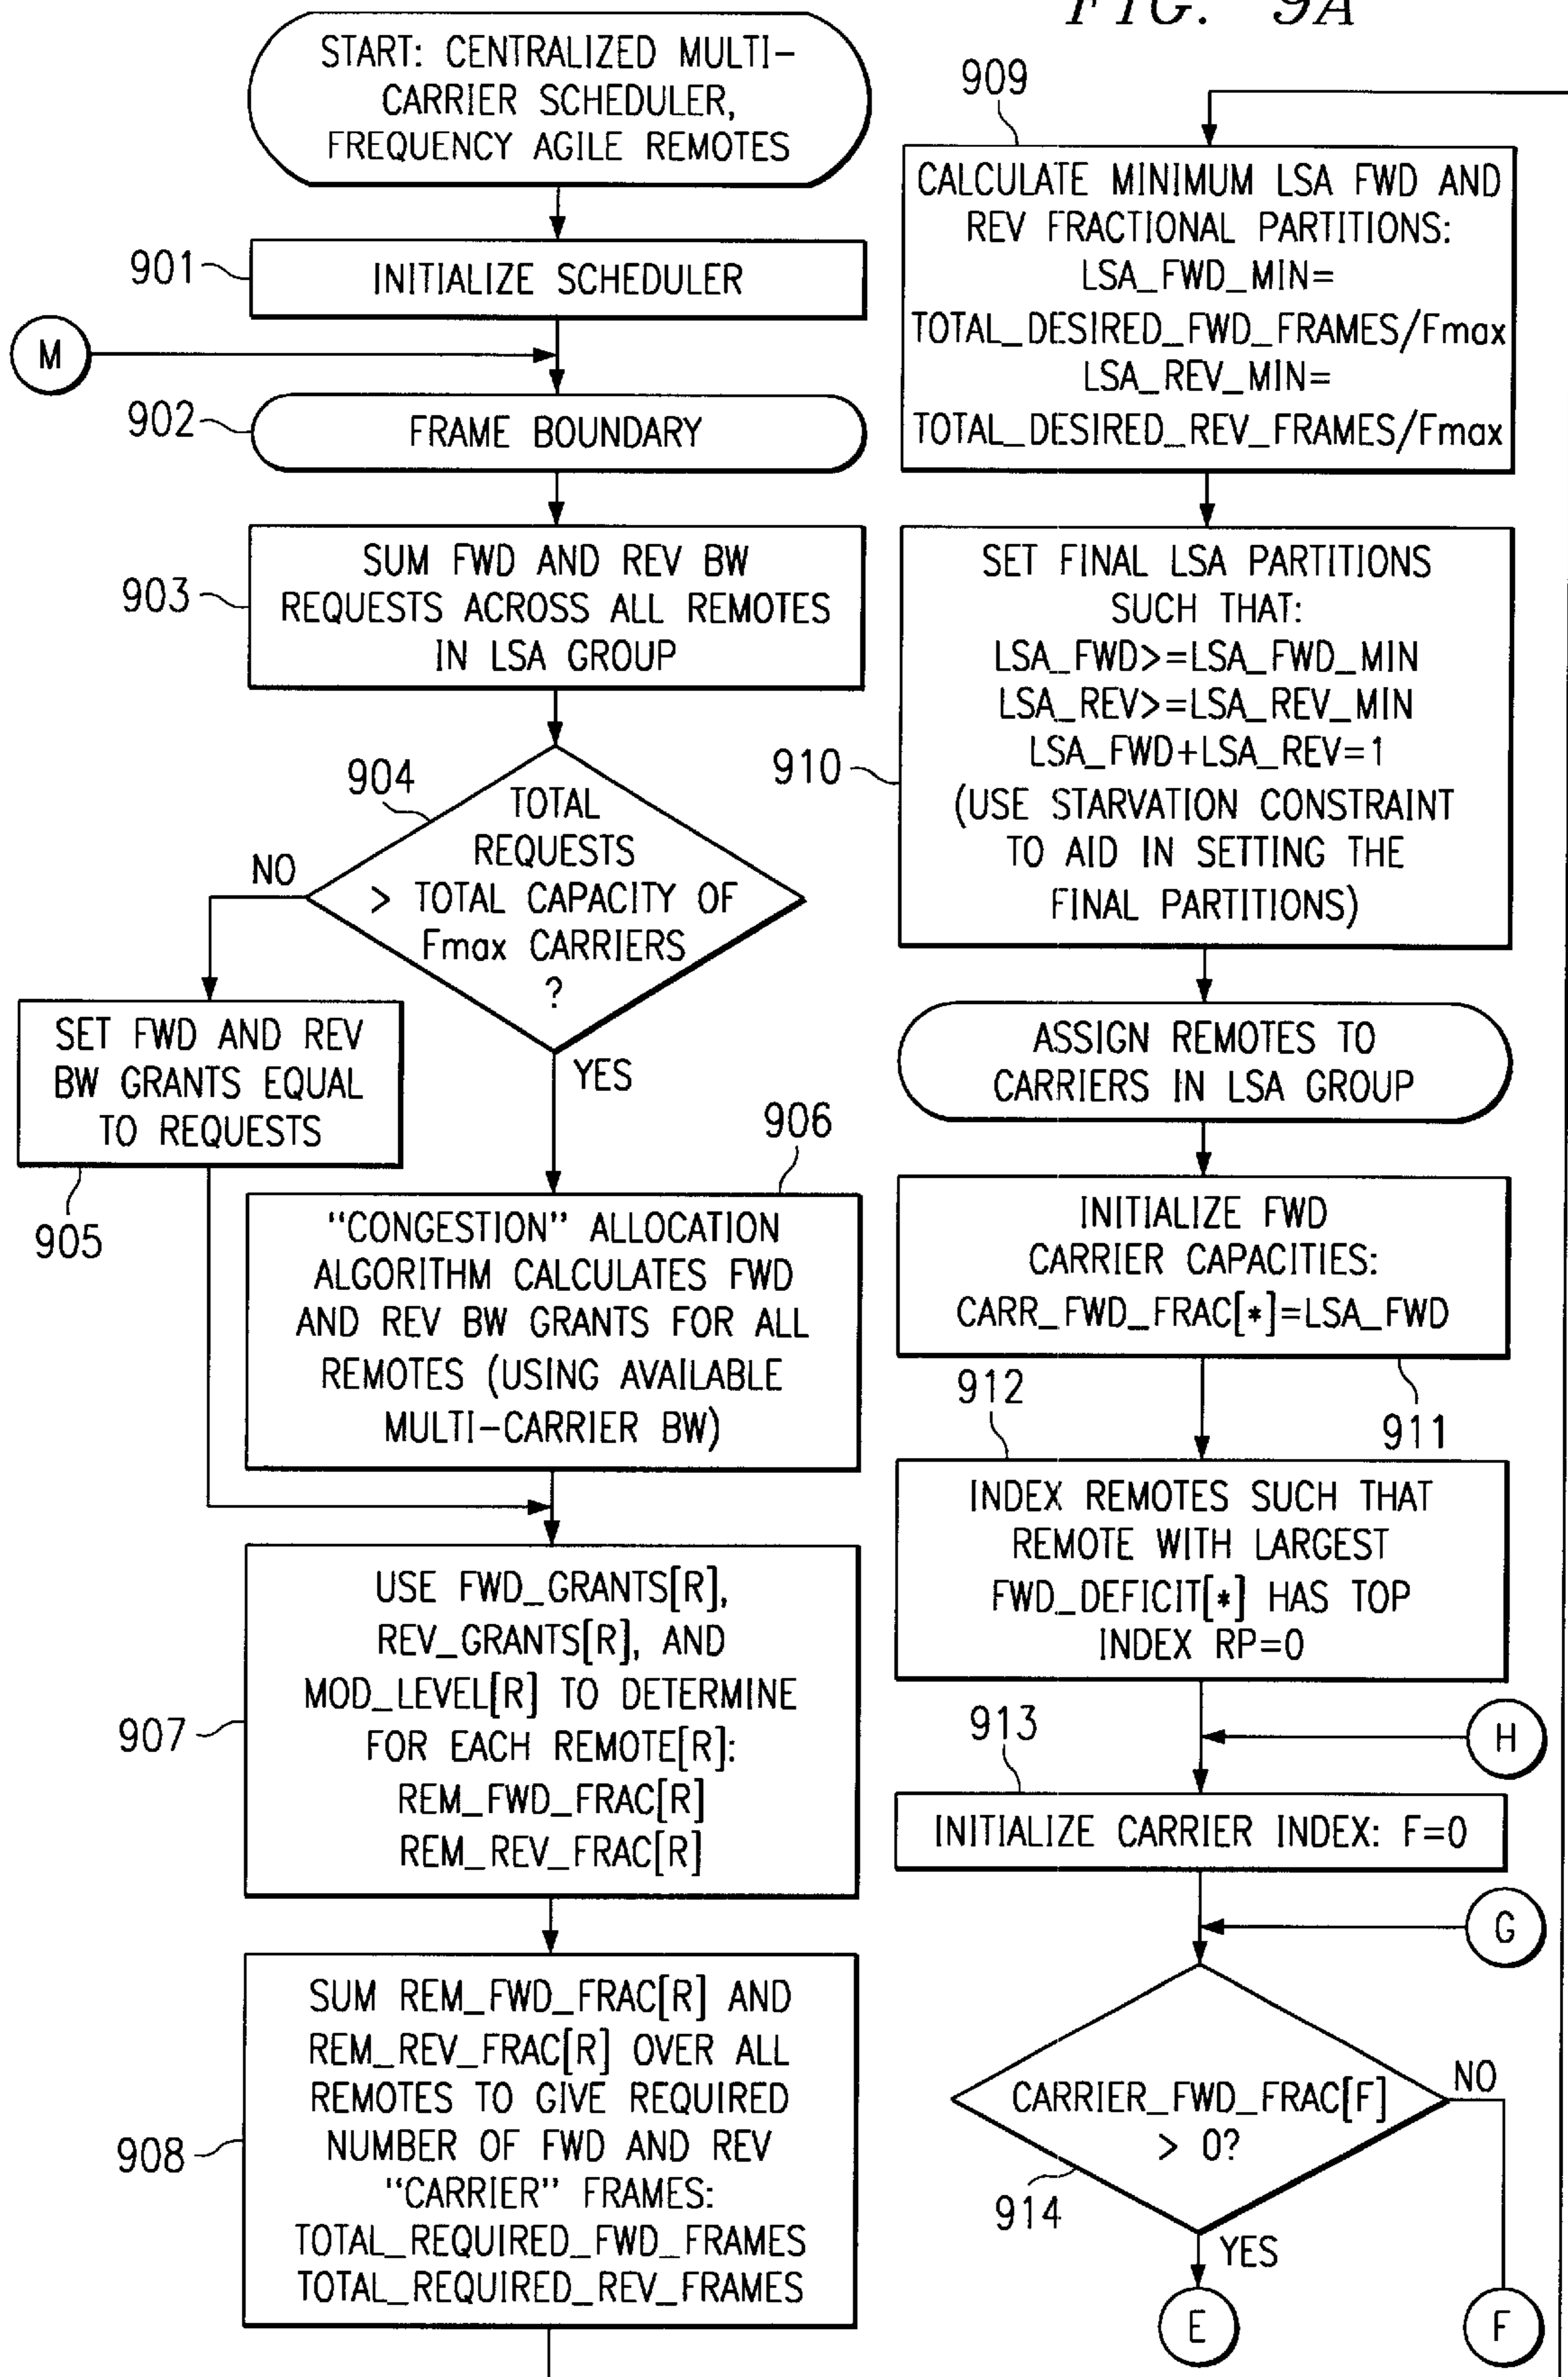 FIG. 9A
START: CENTRALIZED MULTI-
CARRIER SCHEDULER,
FREQUENCY AGILE REMOTES
901
INITIALIZE SCHEDULER
M
902
FRAME BOUNDARY
903
SUM FWD AND REV BW
REQUESTS ACROSS ALL REMOTES
IN LSA GROUP
904
TOTAL
REQUESTS
> TOTAL CAPACITY OF
Fmax CARRIERS
?
NO
YES
SET FWD AND REV
BW GRANTS EQUAL
TO REQUESTS
905
906
"CONGESTION" ALLOCATION
ALGORITHM CALCULATES FWD
AND REV BW GRANTS FOR ALL
REMOTES (USING AVAILABLE
MULTI-CARRIER BW)
907
USE FWD_GRANTS[R],
REV_GRANTS[R], AND
MOD_LEVEL[R] TO DETERMINE
FOR EACH REMOTE[R]:
REM_FWD_FRAC[R]
REM_REV_FRAC[R]
908
SUM REM_FWD_FRAC[R] AND
REM_REV_FRAC[R] OVER ALL
REMOTES TO GIVE REQUIRED
NUMBER OF FWD AND REV
"CARRIER" FRAMES:
TOTAL_REQUIRED_FWD_FRAMES
TOTAL_REQUIRED_REV_FRAMES
909
CALCULATE MINIMUM LSA FWD AND
REV FRACTIONAL PARTITIONS:
LSA_FWD_MIN=
TOTAL_DESIRED_FWD_FRAMES/Fmax
LSA_REV_MIN=
TOTAL_DESIRED_REV_FRAMES/Fmax
910
SET FINAL LSA PARTITIONS
SUCH THAT:
LSA_FWD>=LSA_FWD_MIN
LSA_REV>=LSA_REV_MIN
LSA_FWD+LSA_REV=1
(USE STARVATION CONSTRAINT
TO AID IN SETTING THE
FINAL PARTITIONS)
ASSIGN REMOTES TO
CARRIERS IN LSA GROUP
INITIALIZE FWD
CARRIER CAPACITIES:
CARR_FWD_FRAC[*]=LSA_FWD
911
912
INDEX REMOTES SUCH THAT
REMOTE WITH LARGEST
FWD_DEFICIT[*] HAS TOP
INDEX RP=0
H
913
INITIALIZE CARRIER INDEX: F=0
G
CARRIER_FWD_FRAC[F]
> 0?
NO
914
YES
E
F